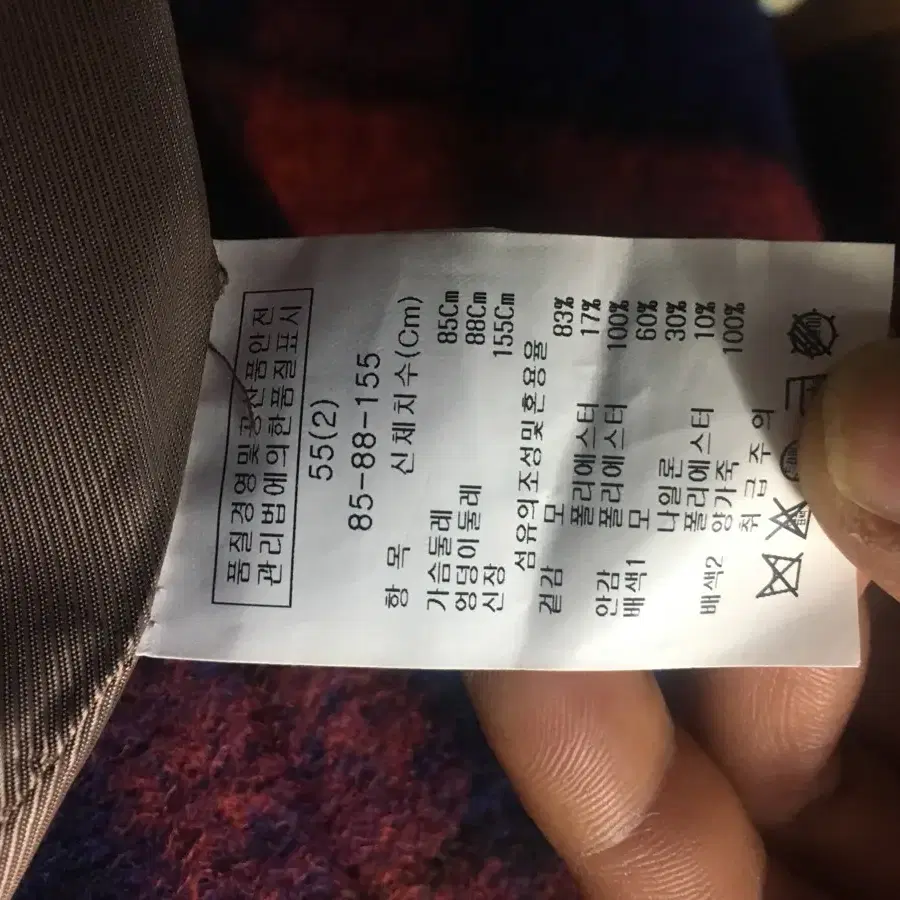 품질경영및공산품안전
관리법에의한품질표시
55(2)
85-88-155
항 목 신체치수(Cm)
가슴둘레 85Cm
엉덩이둘레 88Cm
신장 155Cm
섬유의조성및혼용율
겉감 모 83%
폴리에스터 17%
안감 폴리에스터 100%
배색1 모 60%
나일론 30%
폴리에스터 10%
배색2 양가죽 100%
취 급 주 의